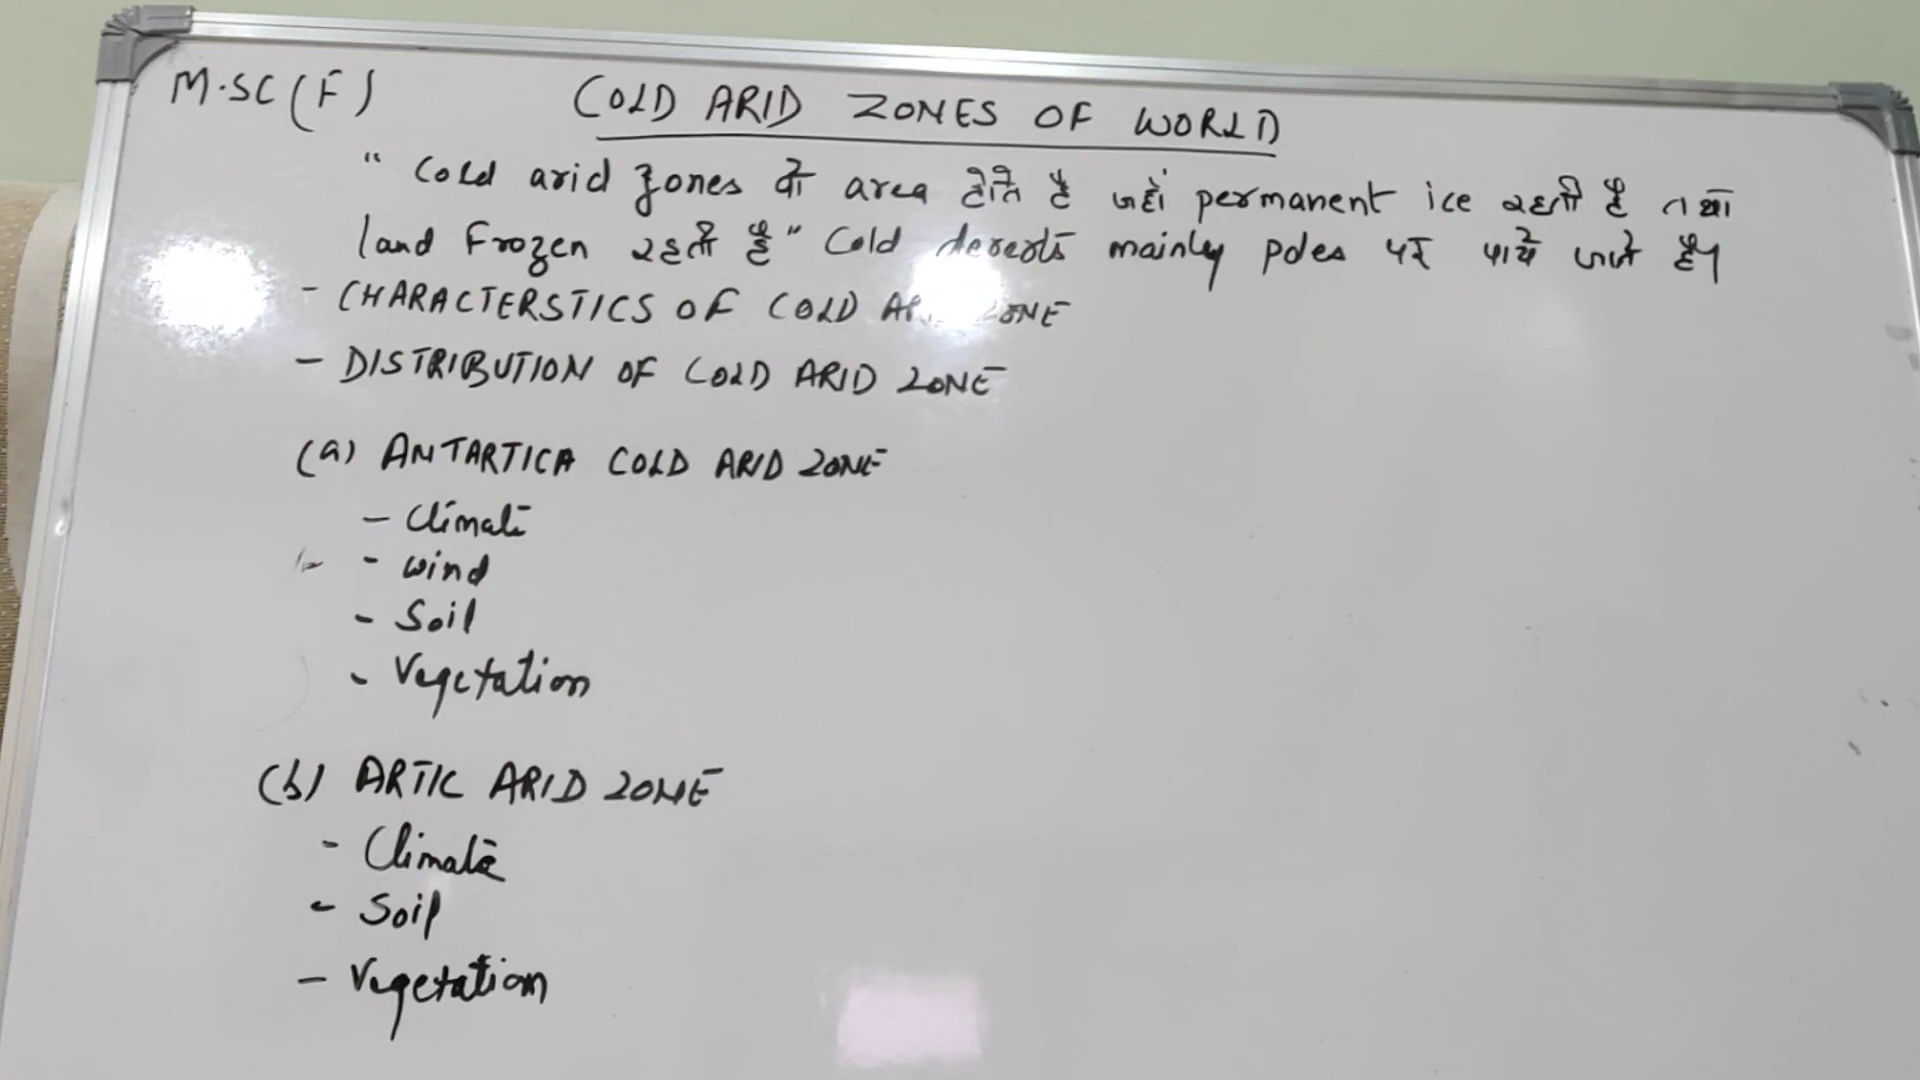 M.SC(F)
COLD ARID ZONES OF WORLD
"Cold arid zones वो area होते है जहाँ permanent ice रहती है तथा
land Frozen रहती है" Cold deserts mainly poles पर पाये जाते है।
- CHARACTERSTICS OF COLD ZONE
- DISTRIBUTION OF COLD ARID ZONE
(a) ANTARTICA COLD ARID ZONE
- Climate
- Wind
- Soil
- Vegetation
(b) ARTIC ARID ZONE
- Climate
- Soil
- Vegetation